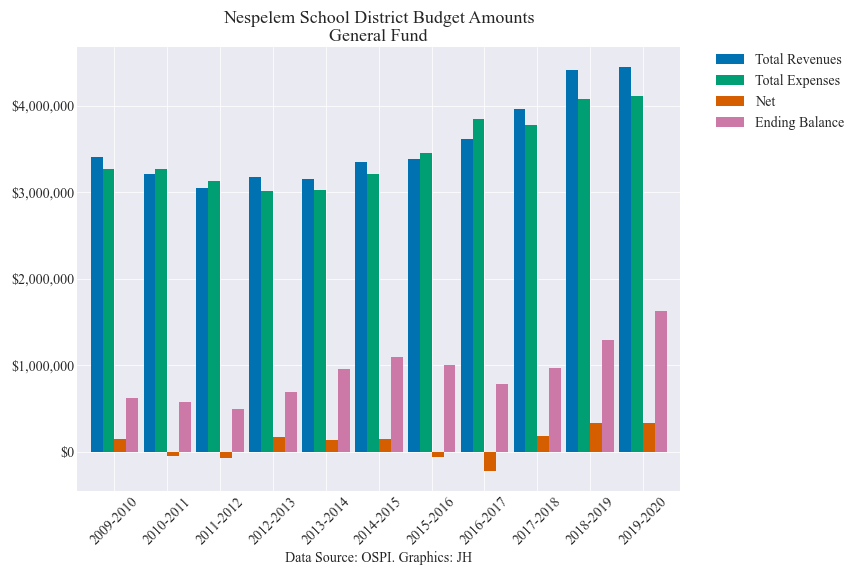 Nespelem School District Budget Amounts
General Fund
Total Revenues
Total Expenses
Net
Ending Balance
$4,000,000
$3,000,000
$2,000,000
$1,000,000
$0
2009-2010
2010-2011
2011-2012
2012-2013
2013-2014
2014-2015
2015-2016
2016-2017
2017-2018
2018-2019
2019-2020
Data Source: OSPI. Graphics: JH